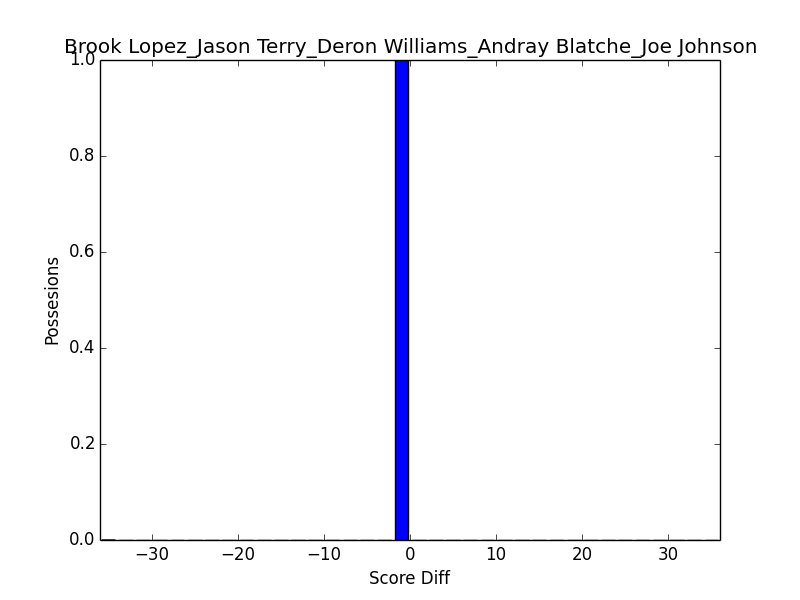 Brook Lopez_Jason Terry_Deron Williams_Andray Blatche_Joe Johnson
1.0
0.8
0.6
0.4
0.2
0.0
Possesions
−30 −20 −10 0 10 20 30
Score Diff